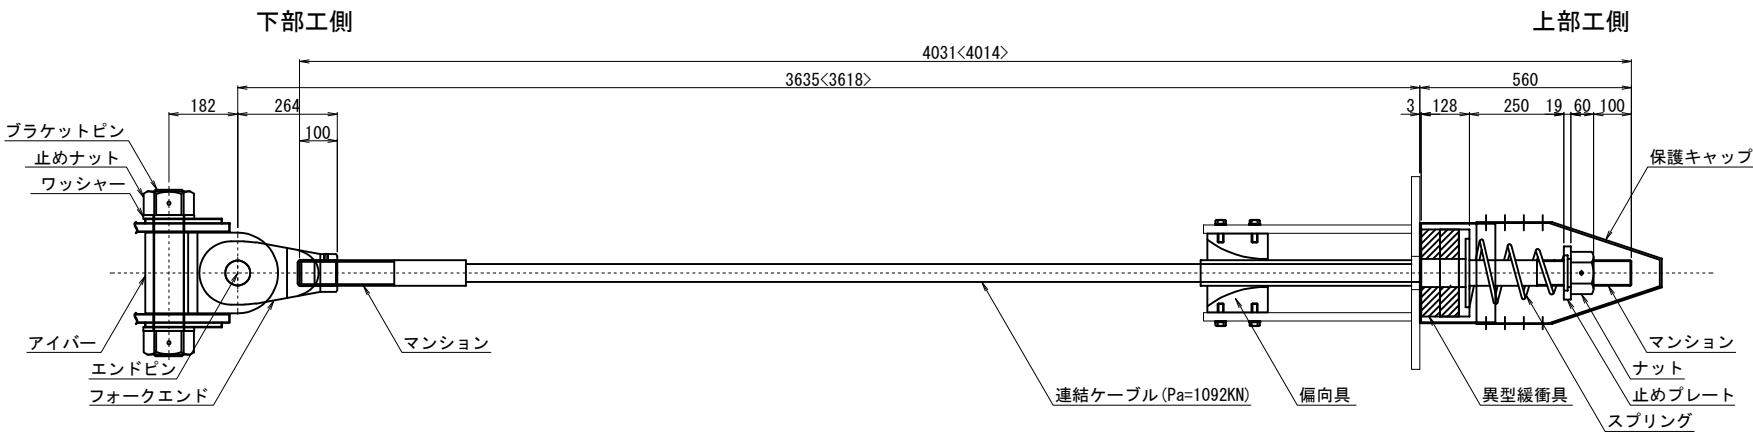 下部工側
上部工側
4031<4014>
3635<3618>
560
182
264
3
128
250
19
60
100
100
ブラケットピン
止めナット
ワッシャー
保護キャップ
アイバー
エンドピン
フォークエンド
マンション
連結ケーブル(Pa=1092KN)
偏向具
異型緩衝具
マンション
ナット
止めプレート
スプリング